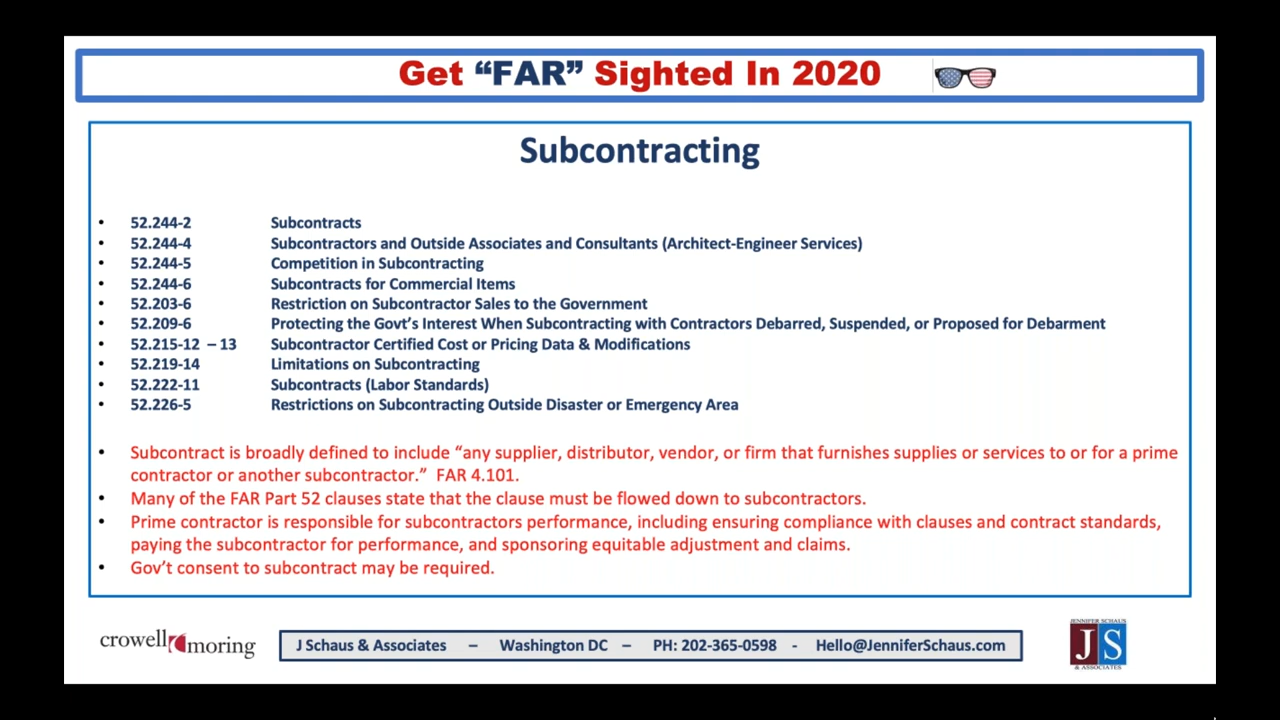 Get “FAR” Sighted In 2020
Subcontracting
• 52.244-2 Subcontracts
• 52.244-4 Subcontractors and Outside Associates and Consultants (Architect-Engineer Services)
• 52.244-5 Competition in Subcontracting
• 52.244-6 Subcontracts for Commercial Items
• 52.203-6 Restriction on Subcontractor Sales to the Government
• 52.209-6 Protecting the Govt’s Interest When Subcontracting with Contractors Debarred, Suspended, or Proposed for Debarment
• 52.215-12 – 13 Subcontractor Certified Cost or Pricing Data & Modifications
• 52.219-14 Limitations on Subcontracting
• 52.222-11 Subcontracts (Labor Standards)
• 52.226-5 Restrictions on Subcontracting Outside Disaster or Emergency Area
• Subcontract is broadly defined to include “any supplier, distributor, vendor, or firm that furnishes supplies or services to or for a prime
contractor or another subcontractor.” FAR 4.101.
• Many of the FAR Part 52 clauses state that the clause must be flowed down to subcontractors.
• Prime contractor is responsible for subcontractors performance, including ensuring compliance with clauses and contract standards,
paying the subcontractor for performance, and sponsoring equitable adjustment and claims.
• Gov’t consent to subcontract may be required.
crowell moring
J Schaus & Associates – Washington DC – PH: 202-365-0598 - Hello@JenniferSchaus.com
JENNIFER SCHAUS
JS
& ASSOCIATES